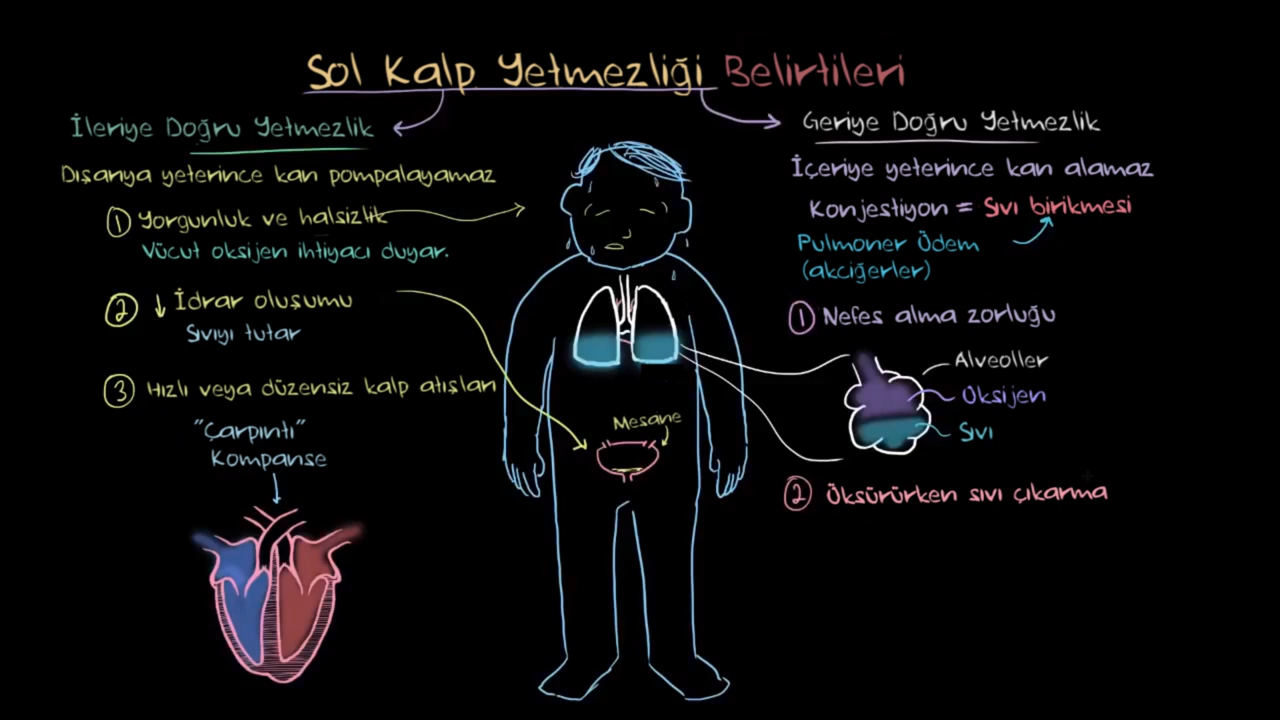 Sol Kalp Yetmezliği Belirtileri
İleriye Doğru Yetmezlik
Dışarıya yeterince kan pompalayamaz
1 Yorgunluk ve halsizlik
Vücut oksijen ihtiyacı duyar.
2 ↓ İdrar oluşumu
Sıvıyı tutar
3 Hızlı veya düzensiz kalp atışları
"Çarpıntı"
Kompanse
Mesane
Geriye Doğru Yetmezlik
İçeriye yeterince kan alamaz
Konjestiyon = Sıvı birikmesi
Pulmoner Ödem
(akciğerler)
1 Nefes alma zorluğu
Alveoller
Oksijen
Sıvı
2 Öksürürken sıvı çıkarma